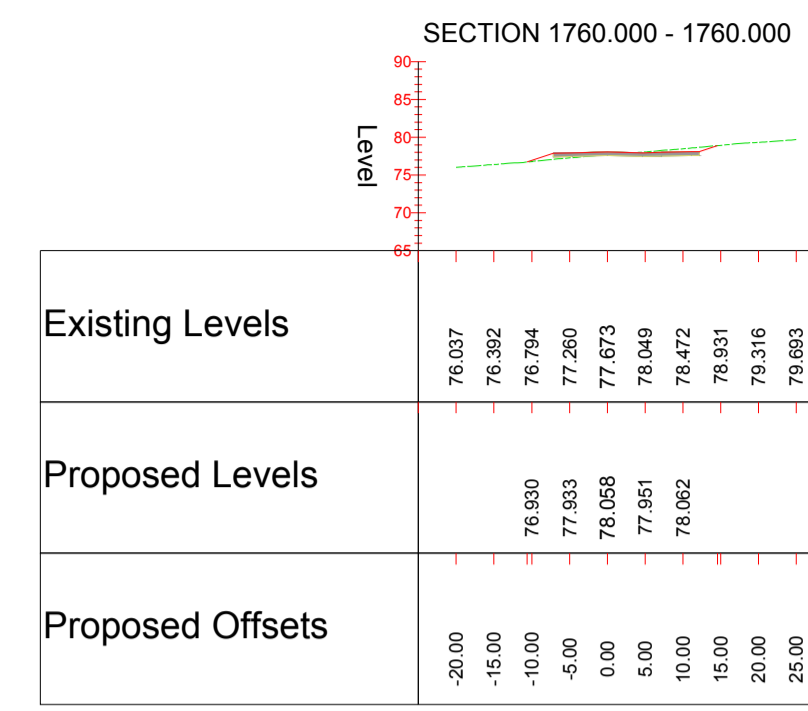 SECTION 1760.000 - 1760.000
90
85
80
75
70
65
Level
Existing Levels
76.037 76.392 76.794 77.260 77.673 78.049 78.472 78.931 79.316 79.693
Proposed Levels
76.930 77.933 78.058 77.951 78.062
Proposed Offsets
-20.00 -15.00 -10.00 -5.00 0.00 5.00 10.00 15.00 20.00 25.00